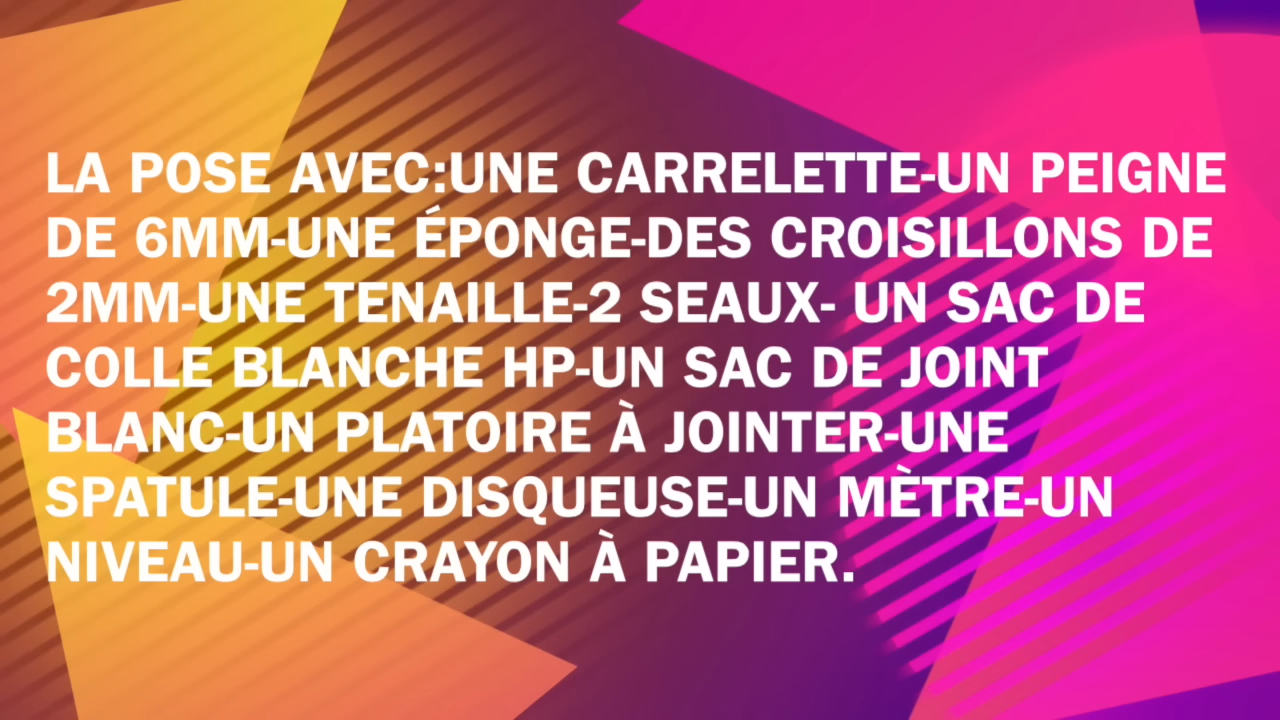 LA POSE AVEC:UNE CARRELETTE-UN PEIGNE
DE 6MM-UNE ÉPONGE-DES CROISILLONS DE
2MM-UNE TENAILLE-2 SEAUX- UN SAC DE
COLLE BLANCHE HP-UN SAC DE JOINT
BLANC-UN PLATOIRE À JOINTER-UNE
SPATULE-UNE DISQUEUSE-UN MÈTRE-UN
NIVEAU-UN CRAYON À PAPIER.